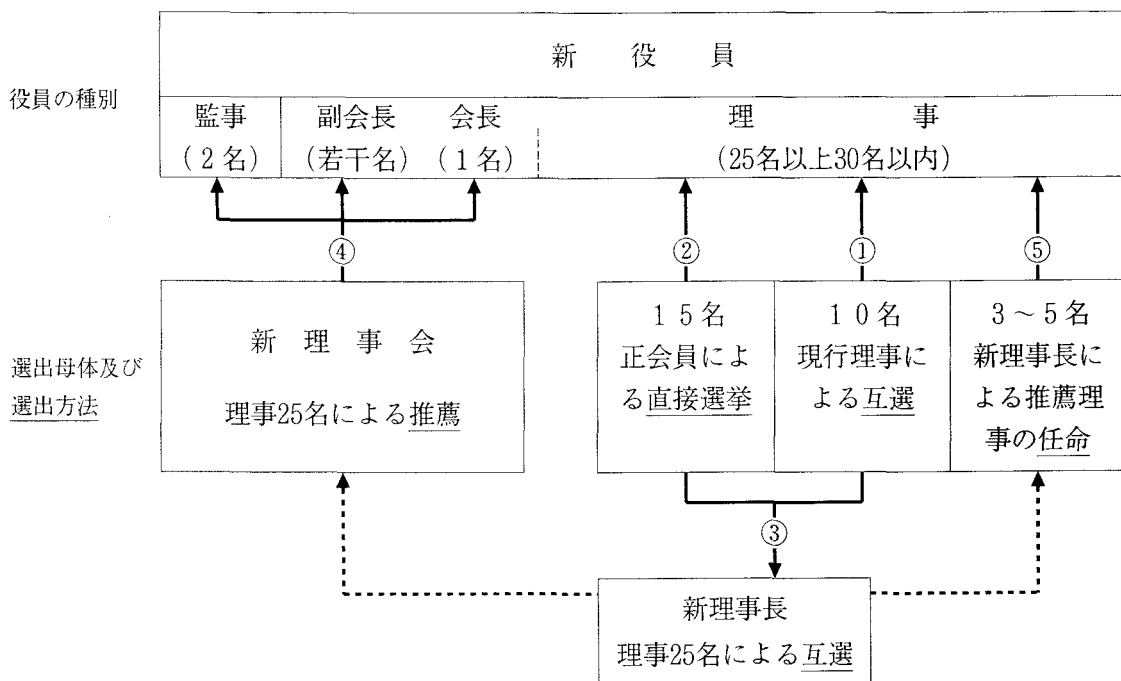 新役員
役員の種別
監事
(2名)
副会長
(若干名)
会長
(1名)
理事
(25名以上30名以内)
④
②
①
⑤
選出母体及び
選出方法
新理事会
理事25名による推薦
15名
正会員によ
る直接選挙
10名
現行理事に
よる互選
3～5名
新理事長に
よる推薦理
事の任命
③
新理事長
理事25名による互選